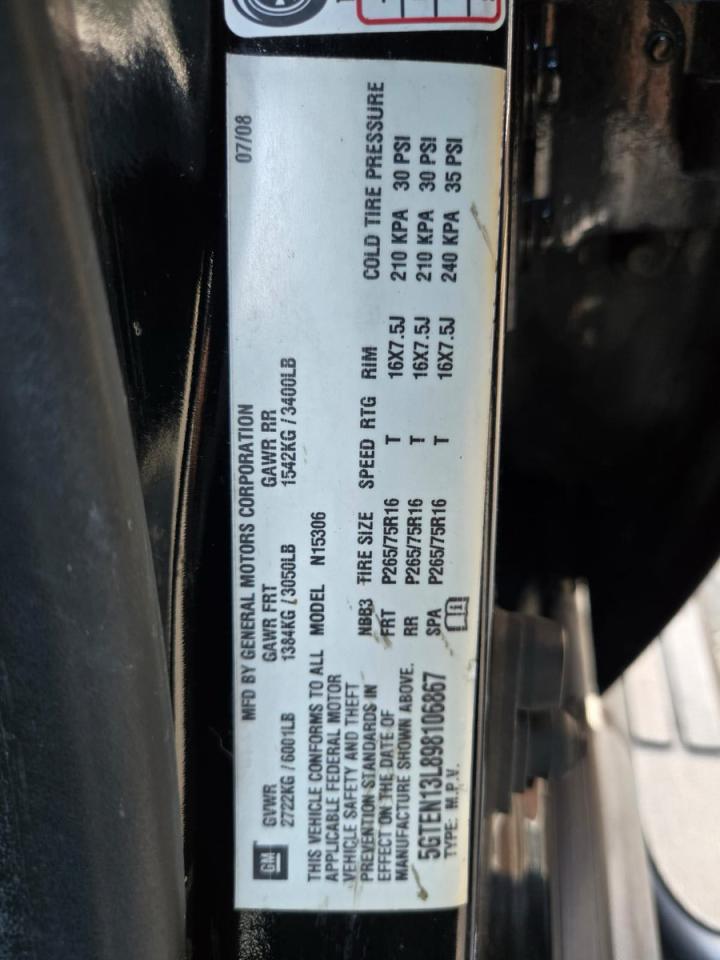 MFD BY GENERAL MOTORS CORPORATION 07/08
GM
GVWR GAWR FRT GAWR RR
2722KG / 6001LB 1384KG / 3050LB 1542KG / 3400LB
THIS VEHICLE CONFORMS TO ALL
APPLICABLE FEDERAL MOTOR
VEHICLE SAFETY AND THEFT
PREVENTION STANDARDS IN
EFFECT ON THE DATE OF
MANUFACTURE SHOWN ABOVE.
5GTEN13L898106867
TYPE: M.P.V.
MODEL N15306
NBB3 TIRE SIZE SPEED RTG RIM COLD TIRE PRESSURE
FRT P265/75R16 T 16X7.5J 210 KPA 30 PSI
RR P265/75R16 T 16X7.5J 210 KPA 30 PSI
SPA P265/75R16 T 16X7.5J 240 KPA 35 PSI